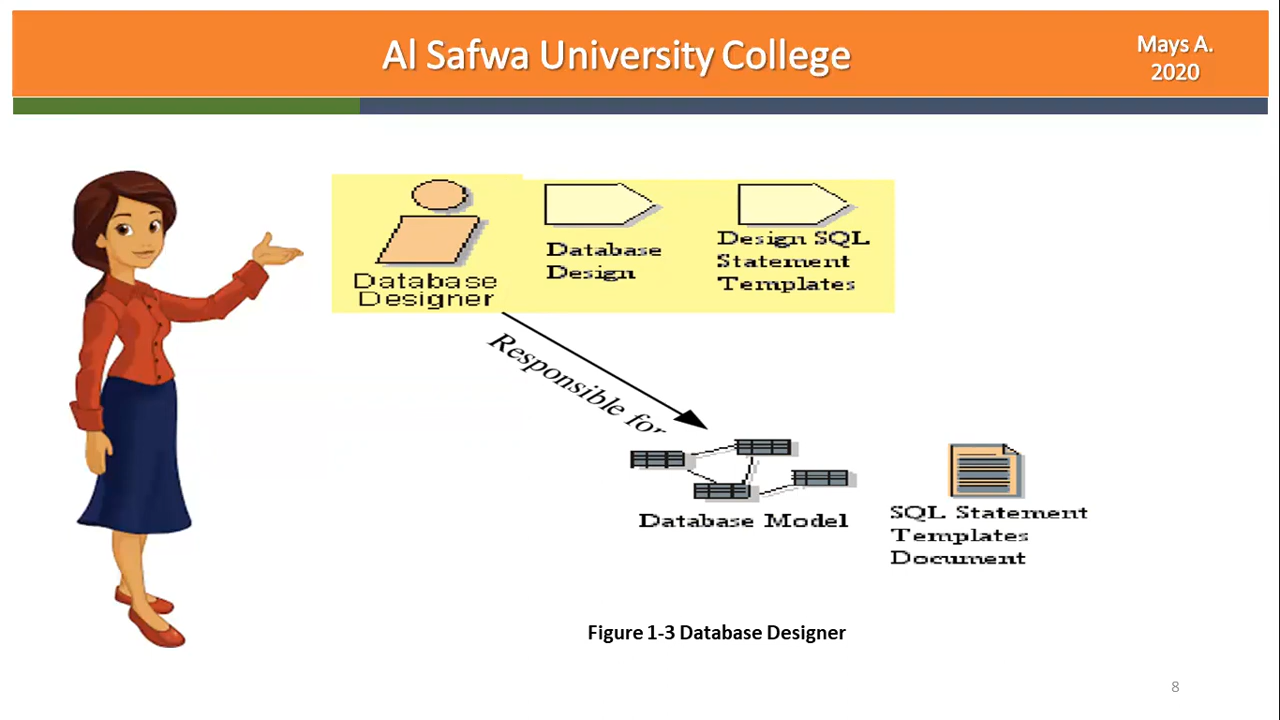 Al Safwa University College
Mays A.
2020
Database
Designer
Database
Design
Design SQL
Statement
Templates
Responsible for
Database Model
SQL Statement
Templates
Document
Figure 1-3 Database Designer
8